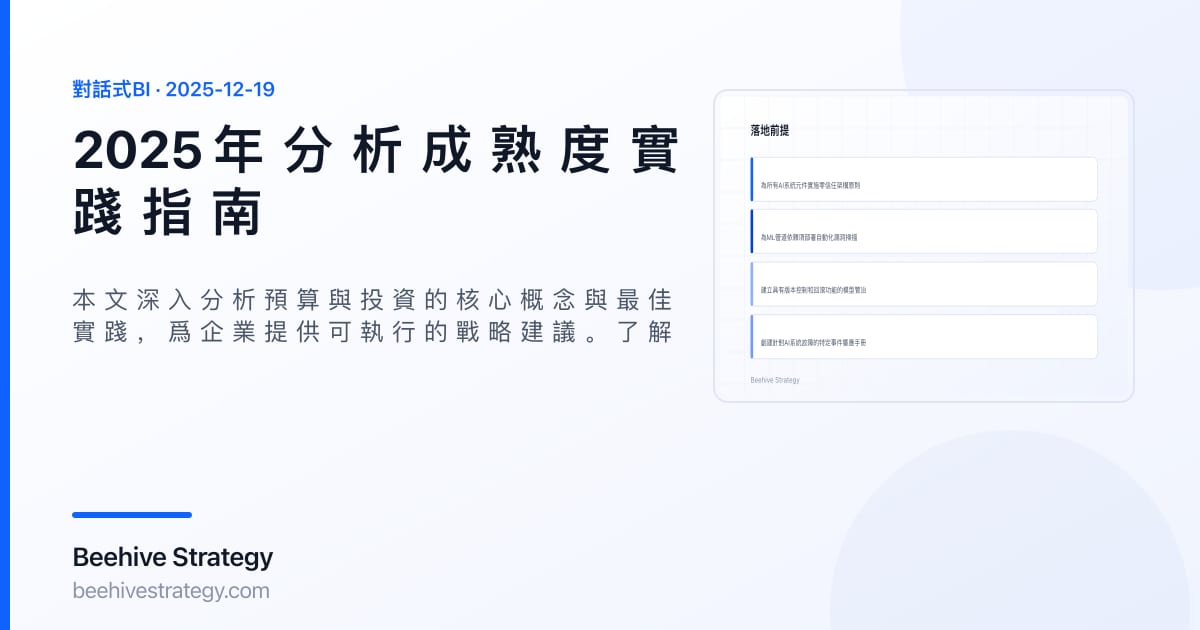 對話式BI · 2025-12-19
2025年分析成熟度實
踐指南
本文深入分析預算與投資的核心概念與最佳
實踐，爲企業提供可執行的戰略建議。了解
Beehive Strategy
beehivestrategy.com
落地前提
為所有AI系統元件實施零信任架構原則
為ML管道依賴項部署自動化漏洞掃描
建立具有版本控制和回滾功能的模型管治
創建針對AI系統故障的特定事件響應手冊
Beehive Strategy